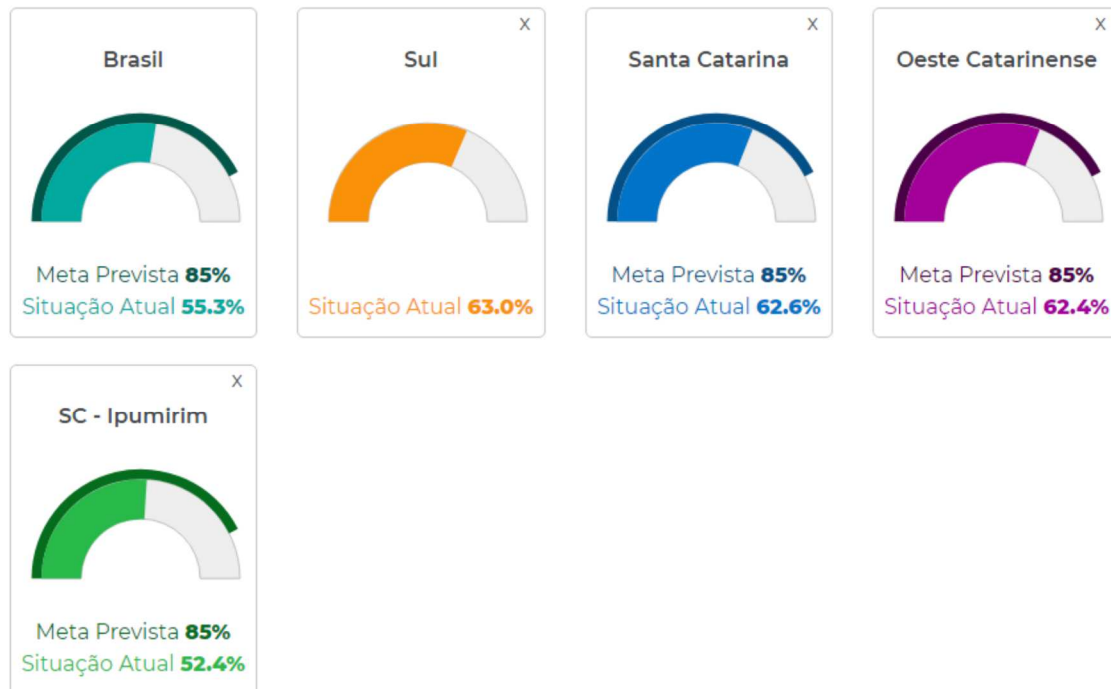 Brasil
Meta Prevista 85%
Situação Atual 55.3%
X
Sul
Situação Atual 63.0%
X
Santa Catarina
Meta Prevista 85%
Situação Atual 62.6%
X
Oeste Catarinense
Meta Prevista 85%
Situação Atual 62.4%
X
SC - Ipumirim
Meta Prevista 85%
Situação Atual 52.4%